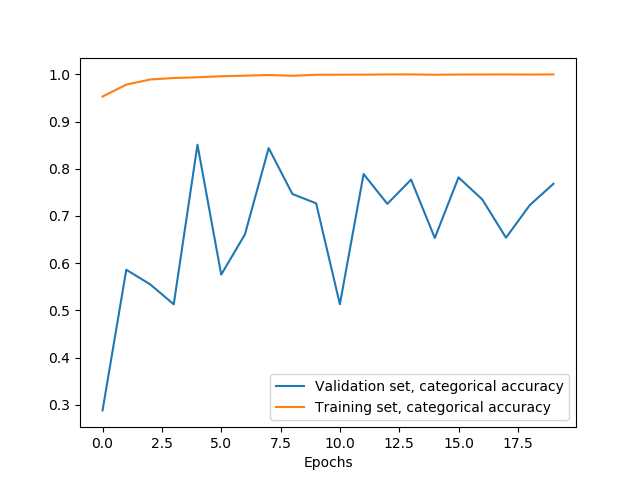 1.0
0.9
0.8
0.7
0.6
0.5
0.4
0.3
Validation set, categorical accuracy
Training set, categorical accuracy
0.0 2.5 5.0 7.5 10.0 12.5 15.0 17.5
Epochs